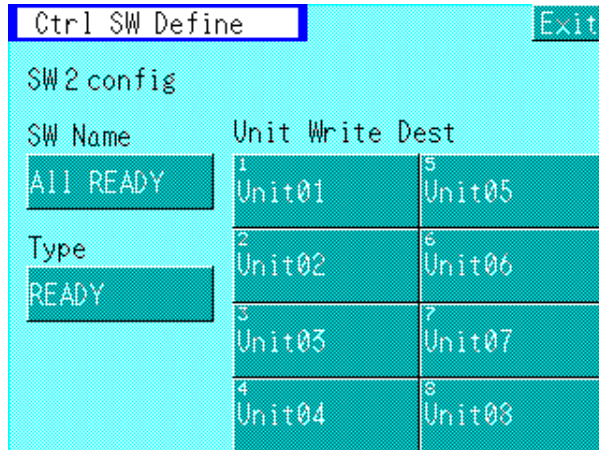 Ctrl SW Define
Exit
SW2 config
SW Name
All READY
Type
READY
Unit Write Dest
1
Unit01
5
Unit05
2
Unit02
6
Unit06
3
Unit03
7
Unit07
4
Unit04
8
Unit08